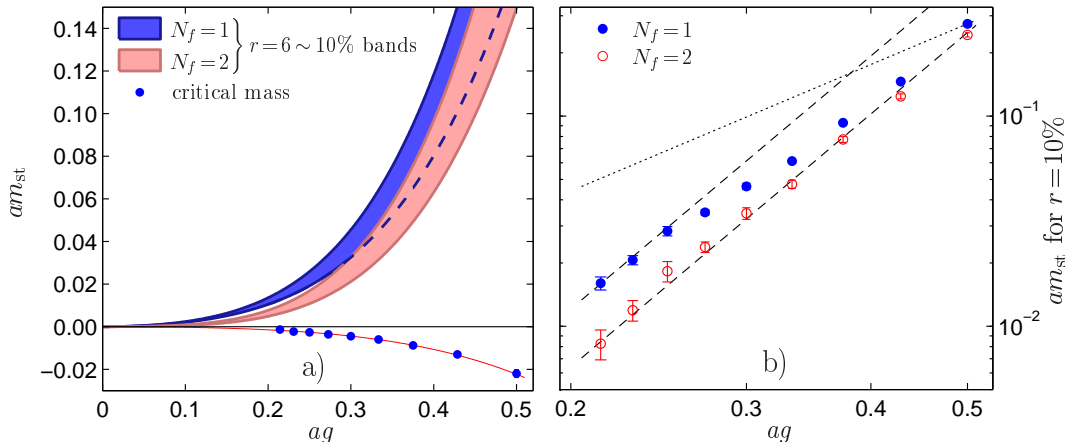 0.14
0.12
0.10
0.08
0.06
0.04
0.02
0.00
−0.02
am_st
N_f = 1
N_f = 2
} r = 6 ∼ 10% bands
critical mass
a)
0 0.1 0.2 0.3 0.4 0.5
ag
N_f = 1
N_f = 2
b)
0.2 0.3 0.4 0.5
ag
10^−1
10^−2
am_st for r = 10%